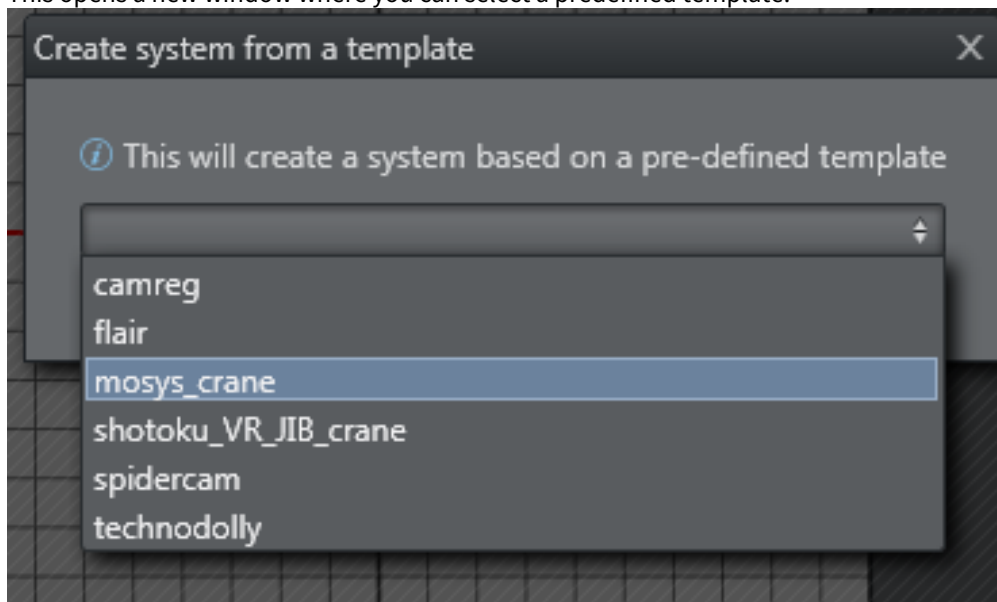 This opens a new window where you can select a predefined template.
Create system from a template
This will create a system based on a pre-defined template
camreg
flair
mosys_crane
shotoku_VR_JIB_crane
spidercam
technodolly